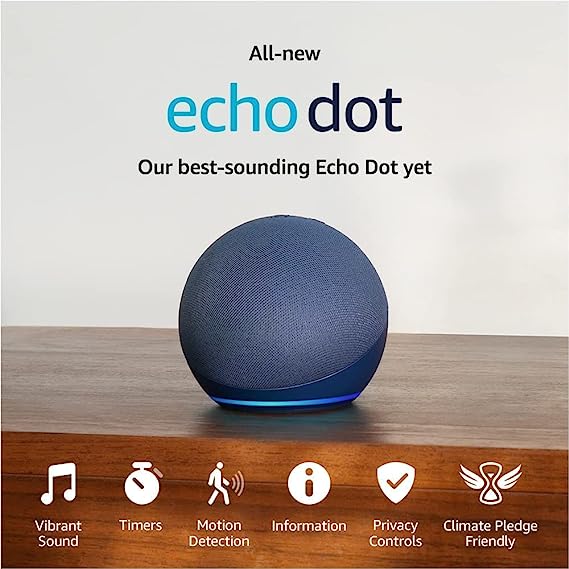 All-new
echo dot
Our best-sounding Echo Dot yet
Vibrant
Sound
Timers
Motion
Detection
Information
Privacy
Controls
Climate Pledge
Friendly